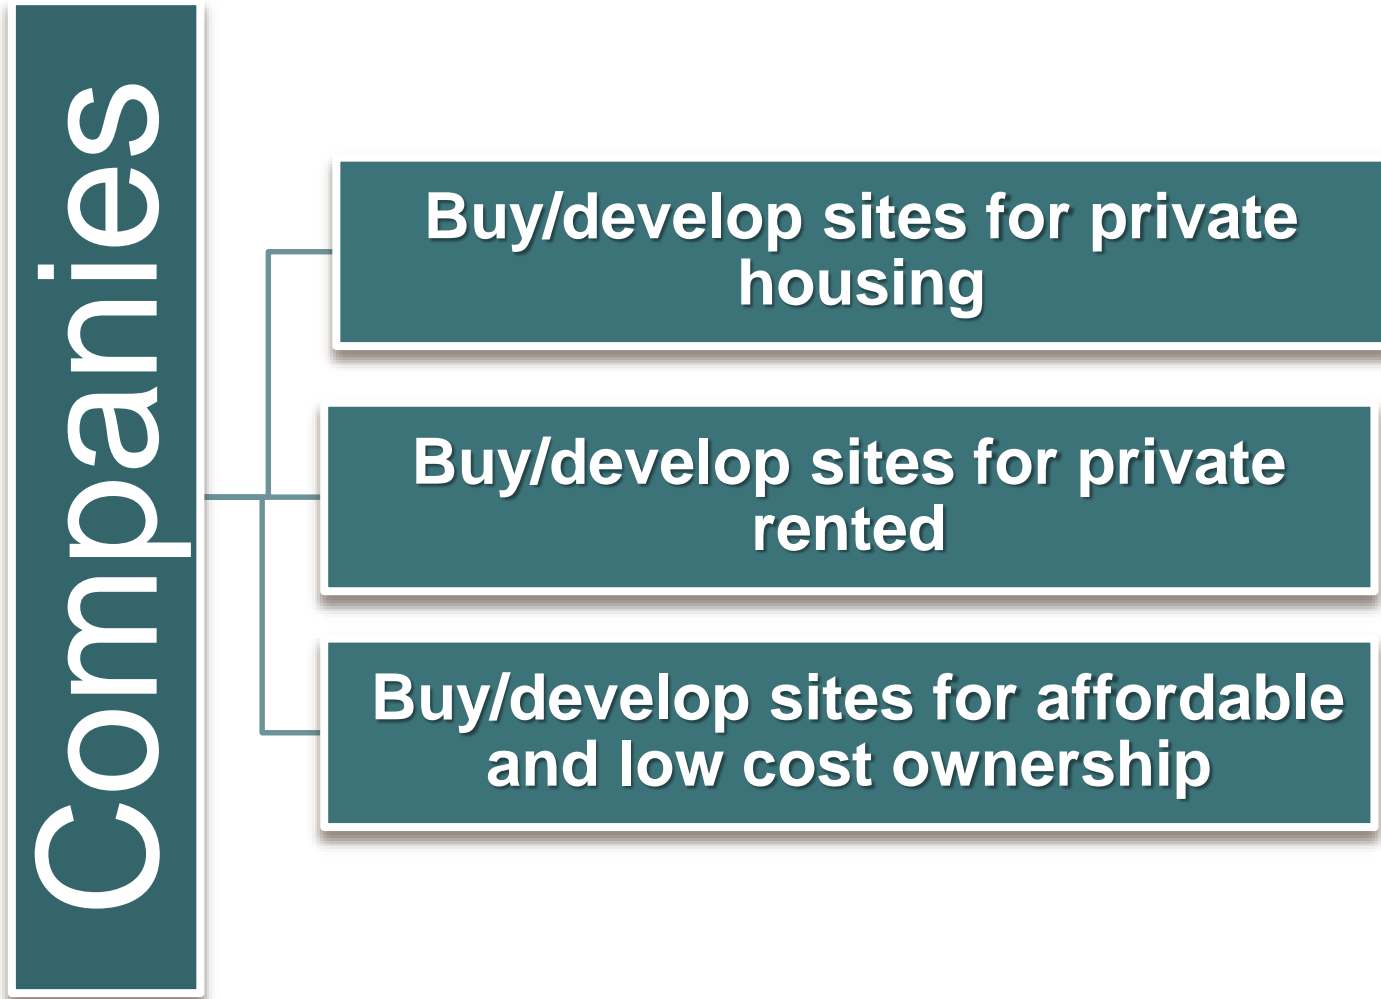 Companies
Buy/develop sites for private
housing
Buy/develop sites for private
rented
Buy/develop sites for affordable
and low cost ownership